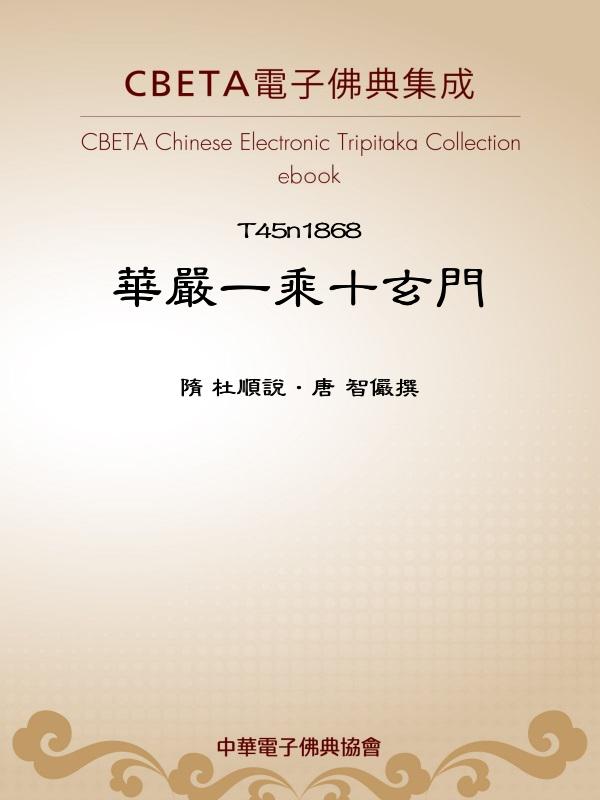 CBETA電子佛典集成
CBETA Chinese Electronic Tripitaka Collection
ebook
T45n1868
華嚴一乘十玄門
隋 杜順說．唐 智儼撰
中華電子佛典協會